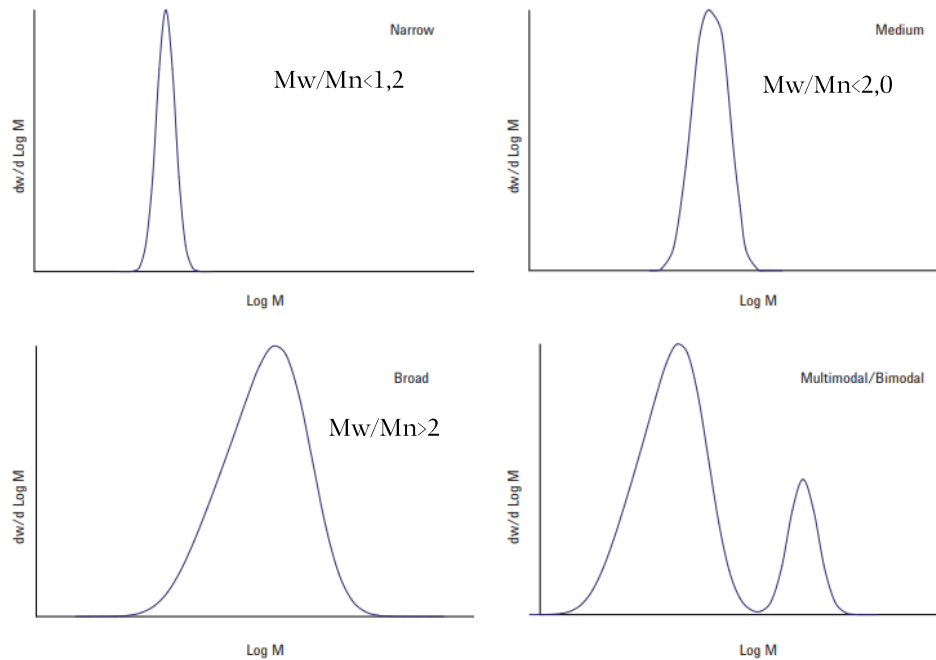 Narrow
Mw/Mn<1,2
dw/d Log M
Log M
Medium
Mw/Mn<2,0
dw/d Log M
Log M
Broad
Mw/Mn>2
dw/d Log M
Log M
Multimodal/Bimodal
dw/d Log M
Log M